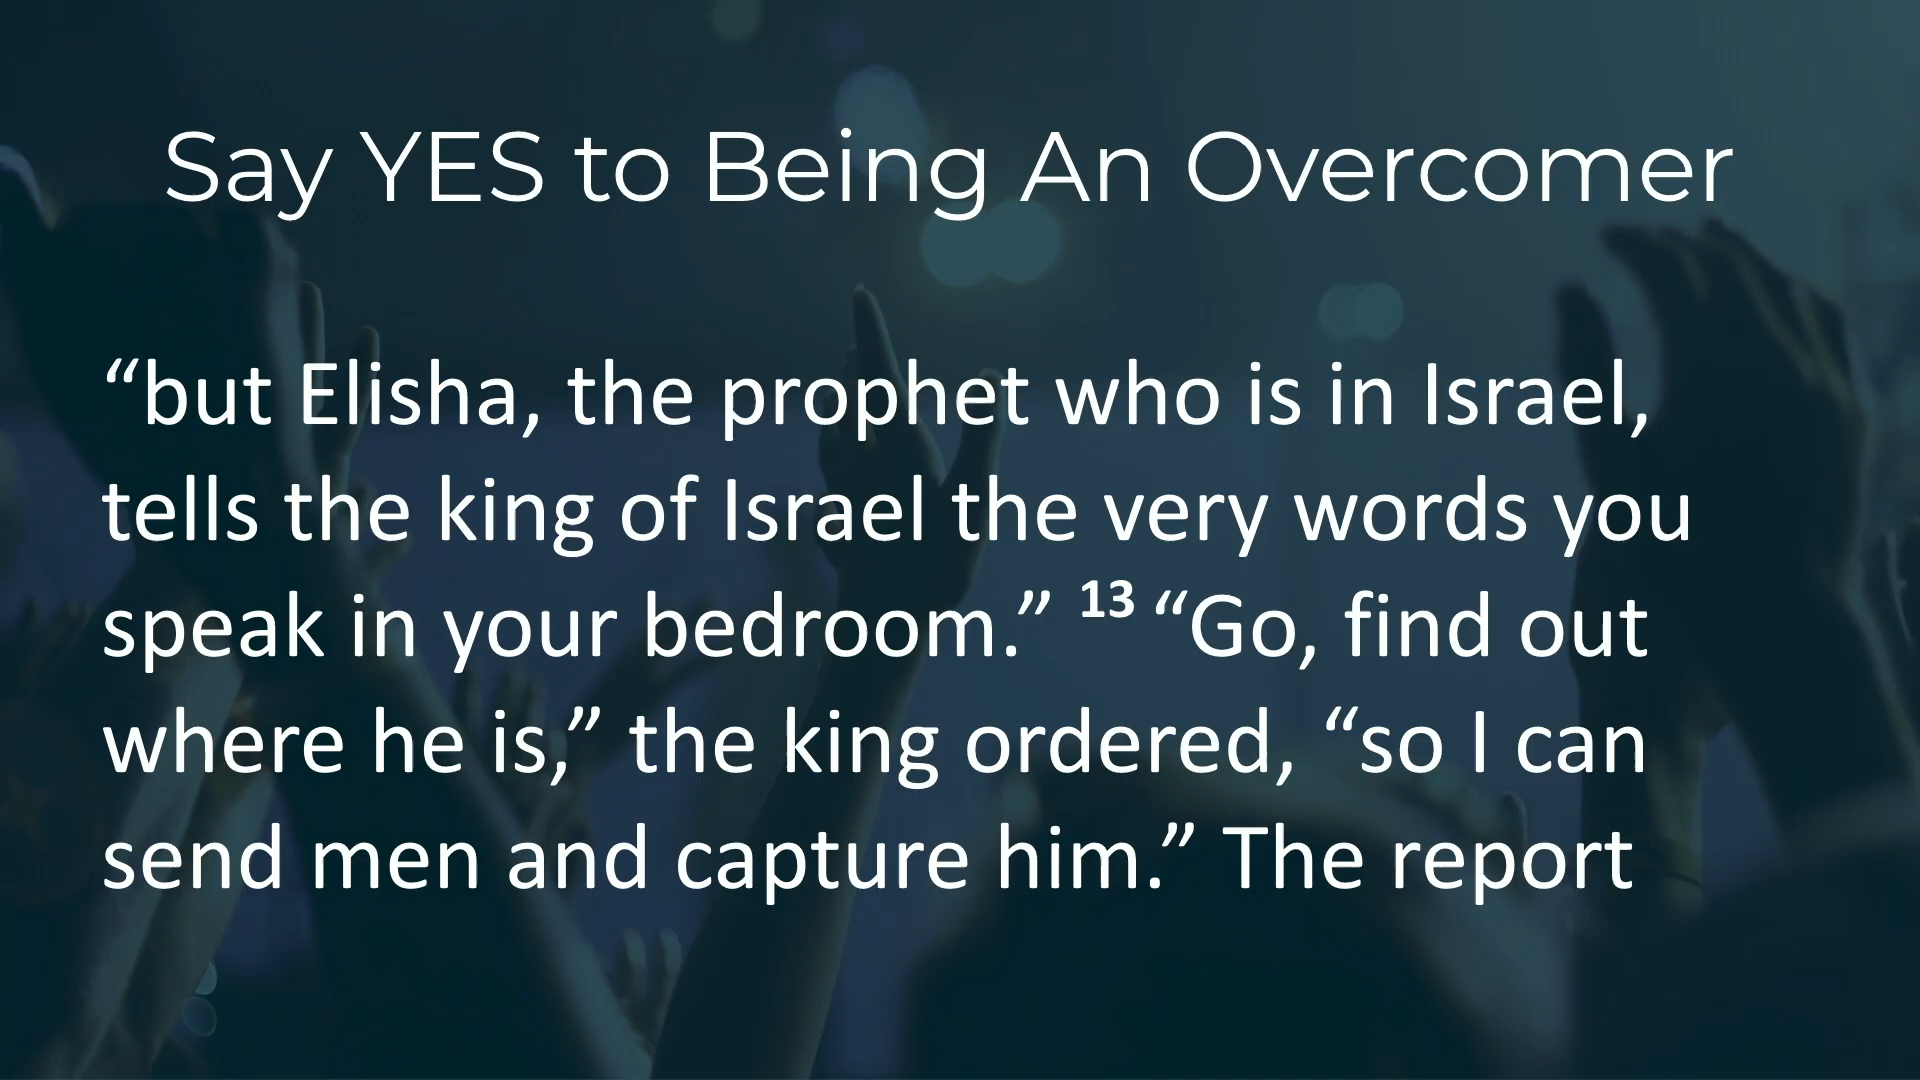 Say YES to Being An Overcomer
“but Elisha, the prophet who is in Israel,
tells the king of Israel the very words you
speak in your bedroom.” 13 “Go, find out
where he is,” the king ordered, “so I can
send men and capture him.” The report